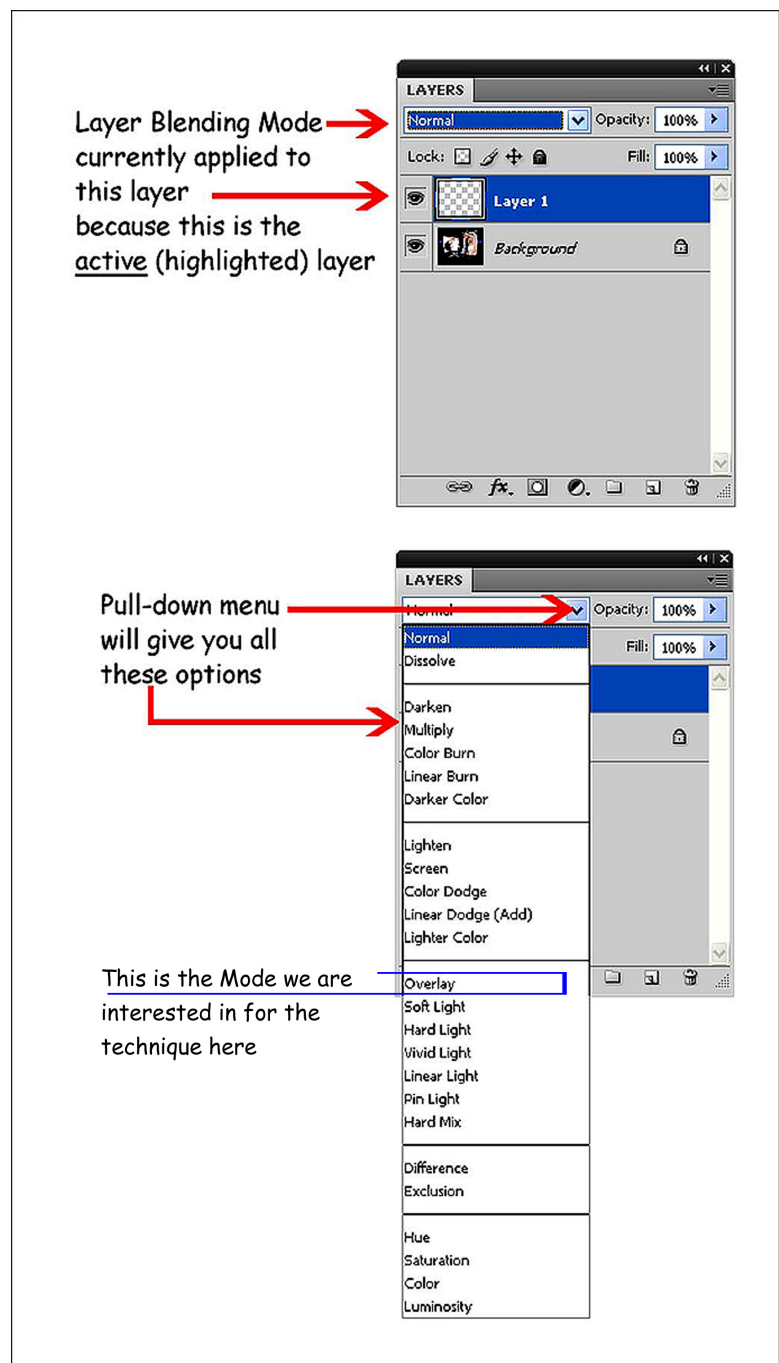 LAYERS
Layer Blending Mode
currently applied to
this layer
because this is the
active (highlighted) layer
Normal Opacity: 100%
Lock: Fill: 100%
Layer 1
Background
fx.
LAYERS
Pull-down menu
will give you all
these options
Normal Opacity: 100%
Fill: 100%
Normal
Dissolve
Darken
Multiply
Color Burn
Linear Burn
Darker Color
Lighten
Screen
Color Dodge
Linear Dodge (Add)
Lighter Color
This is the Mode we are
interested in for the
technique here
Overlay
Soft Light
Hard Light
Vivid Light
Linear Light
Pin Light
Hard Mix
Difference
Exclusion
Hue
Saturation
Color
Luminosity